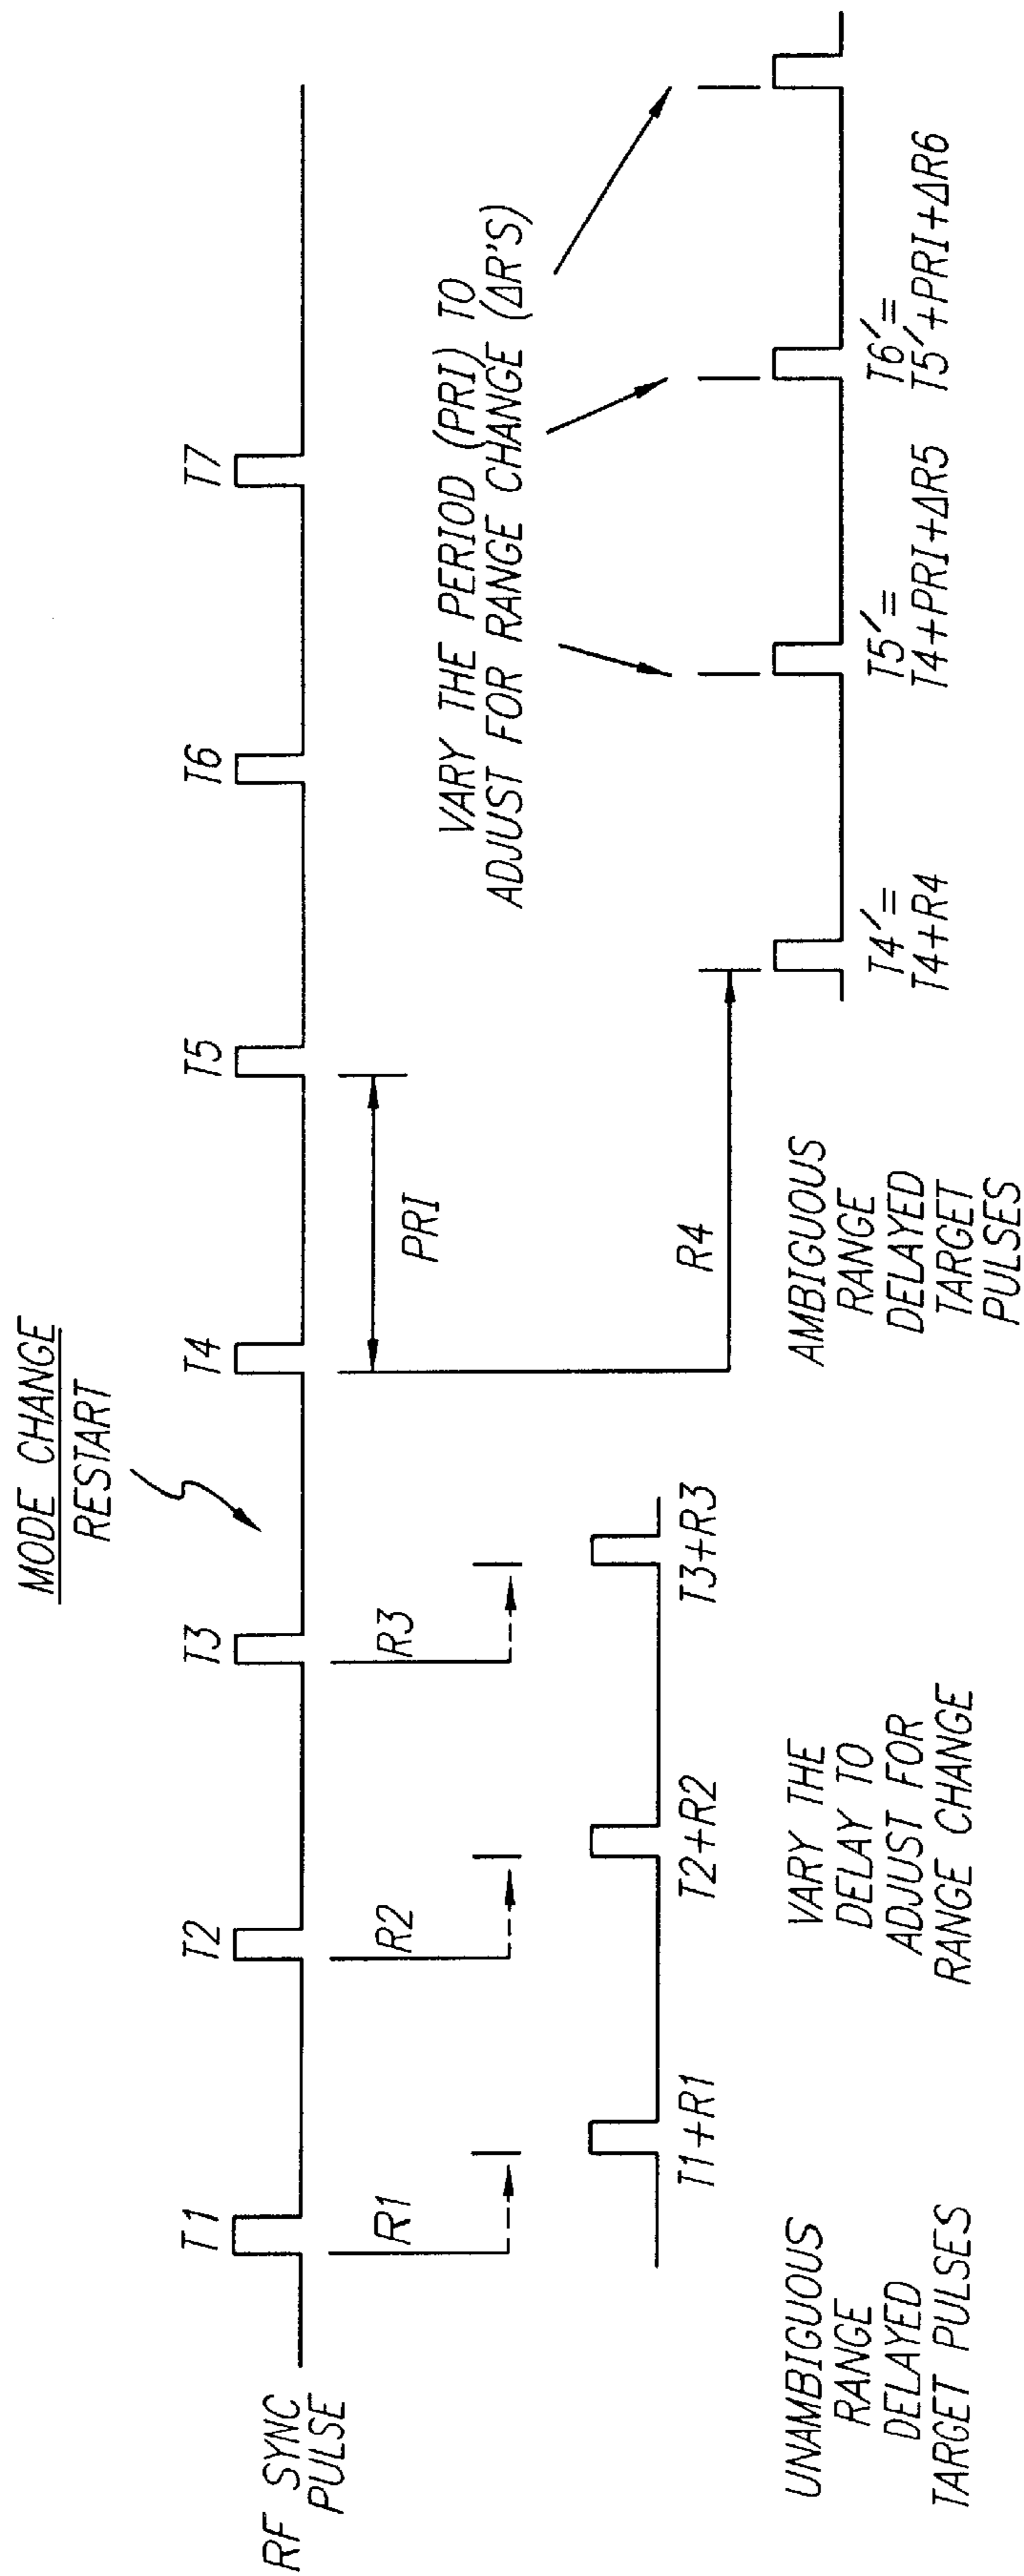 MODE CHANGE
RESTART
RF SYNC
PULSE
T1
T2
T3
T4
T5
T6
T7
R1
R2
R3
PRI
R4
VARY THE PERIOD (PRI) TO
ADJUST FOR RANGE CHANGE (ΔR'S)
T1+R1
T2+R2
T3+R3
T4'=
T4+R4
T5'=
T4+PRI+ΔR5
T6'=
T5'+PRI+ΔR6
UNAMBIGUOUS
RANGE
DELAYED
TARGET PULSES
VARY THE
DELAY TO
ADJUST FOR
RANGE CHANGE
AMBIGUOUS
RANGE
DELAYED
TARGET
PULSES